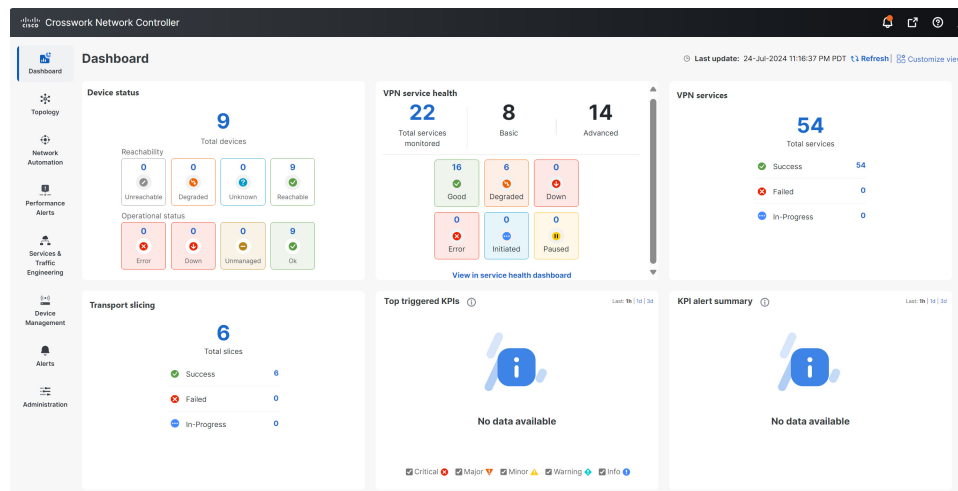 cisco Crosswork Network Controller
Dashboard
Topology
Network
Automation
Performance
Alerts
Services &
Traffic
Engineering
Device
Management
Alerts
Administration
Dashboard
Last update: 24-Jul-2024 11:16:37 PM PDT Refresh | Customize view
Device status
9
Total devices
Reachability
0 0 0 9
Unreachable Degraded Unknown Reachable
Operational status
0 0 0 9
Error Down Unmanaged Ok
VPN service health
22 8 14
Total services
monitored
Basic Advanced
16 6 0
Good Degraded Down
0 0 0
Error Initiated Paused
View in service health dashboard
VPN services
54
Total services
Success 54
Failed 0
In-Progress 0
Transport slicing
6
Total slices
Success 6
Failed 0
In-Progress 0
Top triggered KPIs Last: 1h | 1d | 3d
No data available
Critical Major Minor Warning Info
KPI alert summary Last: 1h | 1d | 3d
No data available